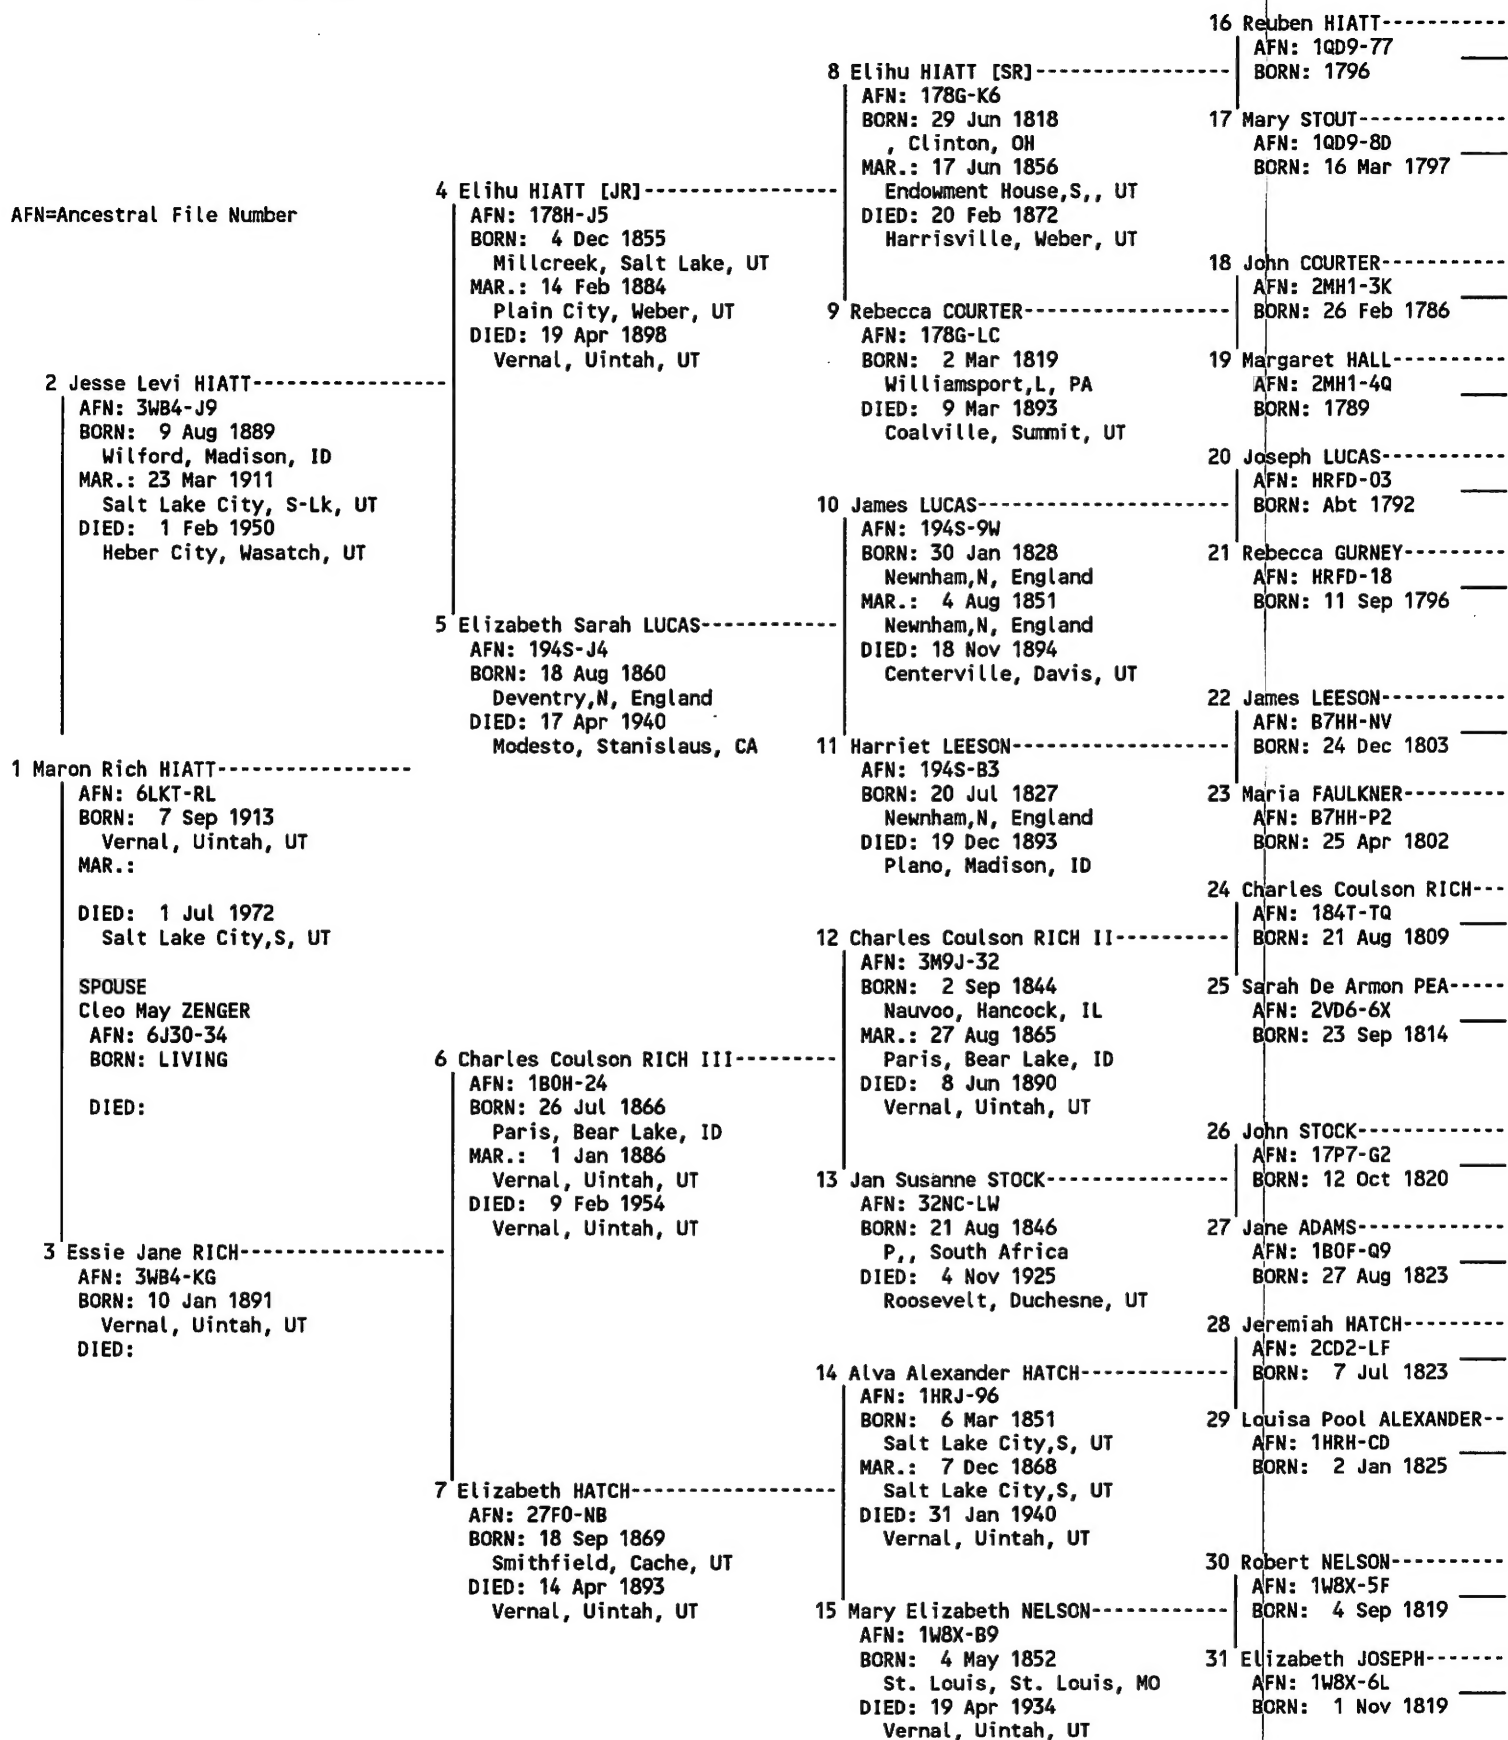 AFN=Ancestral File Number
1 Maron Rich HIATT----------------
AFN: 6LKT-RL
BORN: 7 Sep 1913
Vernal, Uintah, UT
MAR.:
DIED: 1 Jul 1972
Salt Lake City,S, UT
SPOUSE
Cleo May ZENGER
AFN: 6J30-34
BORN: LIVING
DIED:
2 Jesse Levi HIATT----------------
AFN: 3WB4-J9
BORN: 9 Aug 1889
Wilford, Madison, ID
MAR.: 23 Mar 1911
Salt Lake City, S-Lk, UT
DIED: 1 Feb 1950
Heber City, Wasatch, UT
3 Essie Jane RICH-----------------
AFN: 3WB4-KG
BORN: 10 Jan 1891
Vernal, Uintah, UT
DIED:
4 Elihu HIATT [JR]----------------
AFN: 178H-J5
BORN: 4 Dec 1855
Millcreek, Salt Lake, UT
MAR.: 14 Feb 1884
Plain City, Weber, UT
DIED: 19 Apr 1898
Vernal, Uintah, UT
5 Elizabeth Sarah LUCAS-----------
AFN: 194S-J4
BORN: 18 Aug 1860
Deventry,N, England
DIED: 17 Apr 1940
Modesto, Stanislaus, CA
6 Charles Coulson RICH III--------
AFN: 1B0H-24
BORN: 26 Jul 1866
Paris, Bear Lake, ID
MAR.: 1 Jan 1886
Vernal, Uintah, UT
DIED: 9 Feb 1954
Vernal, Uintah, UT
7 Elizabeth HATCH-----------------
AFN: 27F0-NB
BORN: 18 Sep 1869
Smithfield, Cache, UT
DIED: 14 Apr 1893
Vernal, Uintah, UT
8 Elihu HIATT [SR]----------------
AFN: 178G-K6
BORN: 29 Jun 1818
, Clinton, OH
MAR.: 17 Jun 1856
Endowment House,S,, UT
DIED: 20 Feb 1872
Harrisville, Weber, UT
9 Rebecca COURTER-----------------
AFN: 178G-LC
BORN: 2 Mar 1819
Williamsport,L, PA
DIED: 9 Mar 1893
Coalville, Summit, UT
10 James LUCAS---------------------
AFN: 194S-9W
BORN: 30 Jan 1828
Newnham,N, England
MAR.: 4 Aug 1851
Newnham,N, England
DIED: 18 Nov 1894
Centerville, Davis, UT
11 Harriet LEESON------------------
AFN: 194S-B3
BORN: 20 Jul 1827
Newnham,N, England
DIED: 19 Dec 1893
Plano, Madison, ID
12 Charles Coulson RICH II---------
AFN: 3M9J-32
BORN: 2 Sep 1844
Nauvoo, Hancock, IL
MAR.: 27 Aug 1865
Paris, Bear Lake, ID
DIED: 8 Jun 1890
Vernal, Uintah, UT
13 Jan Susanne STOCK---------------
AFN: 32NC-LW
BORN: 21 Aug 1846
P,, South Africa
DIED: 4 Nov 1925
Roosevelt, Duchesne, UT
14 Alva Alexander HATCH------------
AFN: 1HRJ-96
BORN: 6 Mar 1851
Salt Lake City,S, UT
MAR.: 7 Dec 1868
Salt Lake City,S, UT
DIED: 31 Jan 1940
Vernal, Uintah, UT
15 Mary Elizabeth NELSON-----------
AFN: 1W8X-B9
BORN: 4 May 1852
St. Louis, St. Louis, MO
DIED: 19 Apr 1934
Vernal, Uintah, UT
16 Reuben HIATT----------
AFN: 1QD9-77
BORN: 1796
17 Mary STOUT------------
AFN: 1QD9-8D
BORN: 16 Mar 1797
18 John COURTER----------
AFN: 2MH1-3K
BORN: 26 Feb 1786
19 Margaret HALL---------
AFN: 2MH1-4Q
BORN: 1789
20 Joseph LUCAS----------
AFN: HRFD-03
BORN: Abt 1792
21 Rebecca GURNEY--------
AFN: HRFD-18
BORN: 11 Sep 1796
22 James LEESON----------
AFN: B7HH-NV
BORN: 24 Dec 1803
23 Maria FAULKNER--------
AFN: B7HH-P2
BORN: 25 Apr 1802
24 Charles Coulson RICH---
AFN: 184T-TQ
BORN: 21 Aug 1809
25 Sarah De Armon PEA-----
AFN: 2VD6-6X
BORN: 23 Sep 1814
26 John STOCK------------
AFN: 17P7-G2
BORN: 12 Oct 1820
27 Jane ADAMS------------
AFN: 1B0F-Q9
BORN: 27 Aug 1823
28 Jeremiah HATCH--------
AFN: 2CD2-LF
BORN: 7 Jul 1823
29 Louisa Pool ALEXANDER--
AFN: 1HRH-CD
BORN: 2 Jan 1825
30 Robert NELSON---------
AFN: 1W8X-5F
BORN: 4 Sep 1819
31 Elizabeth JOSEPH-------
AFN: 1W8X-6L
BORN: 1 Nov 1819